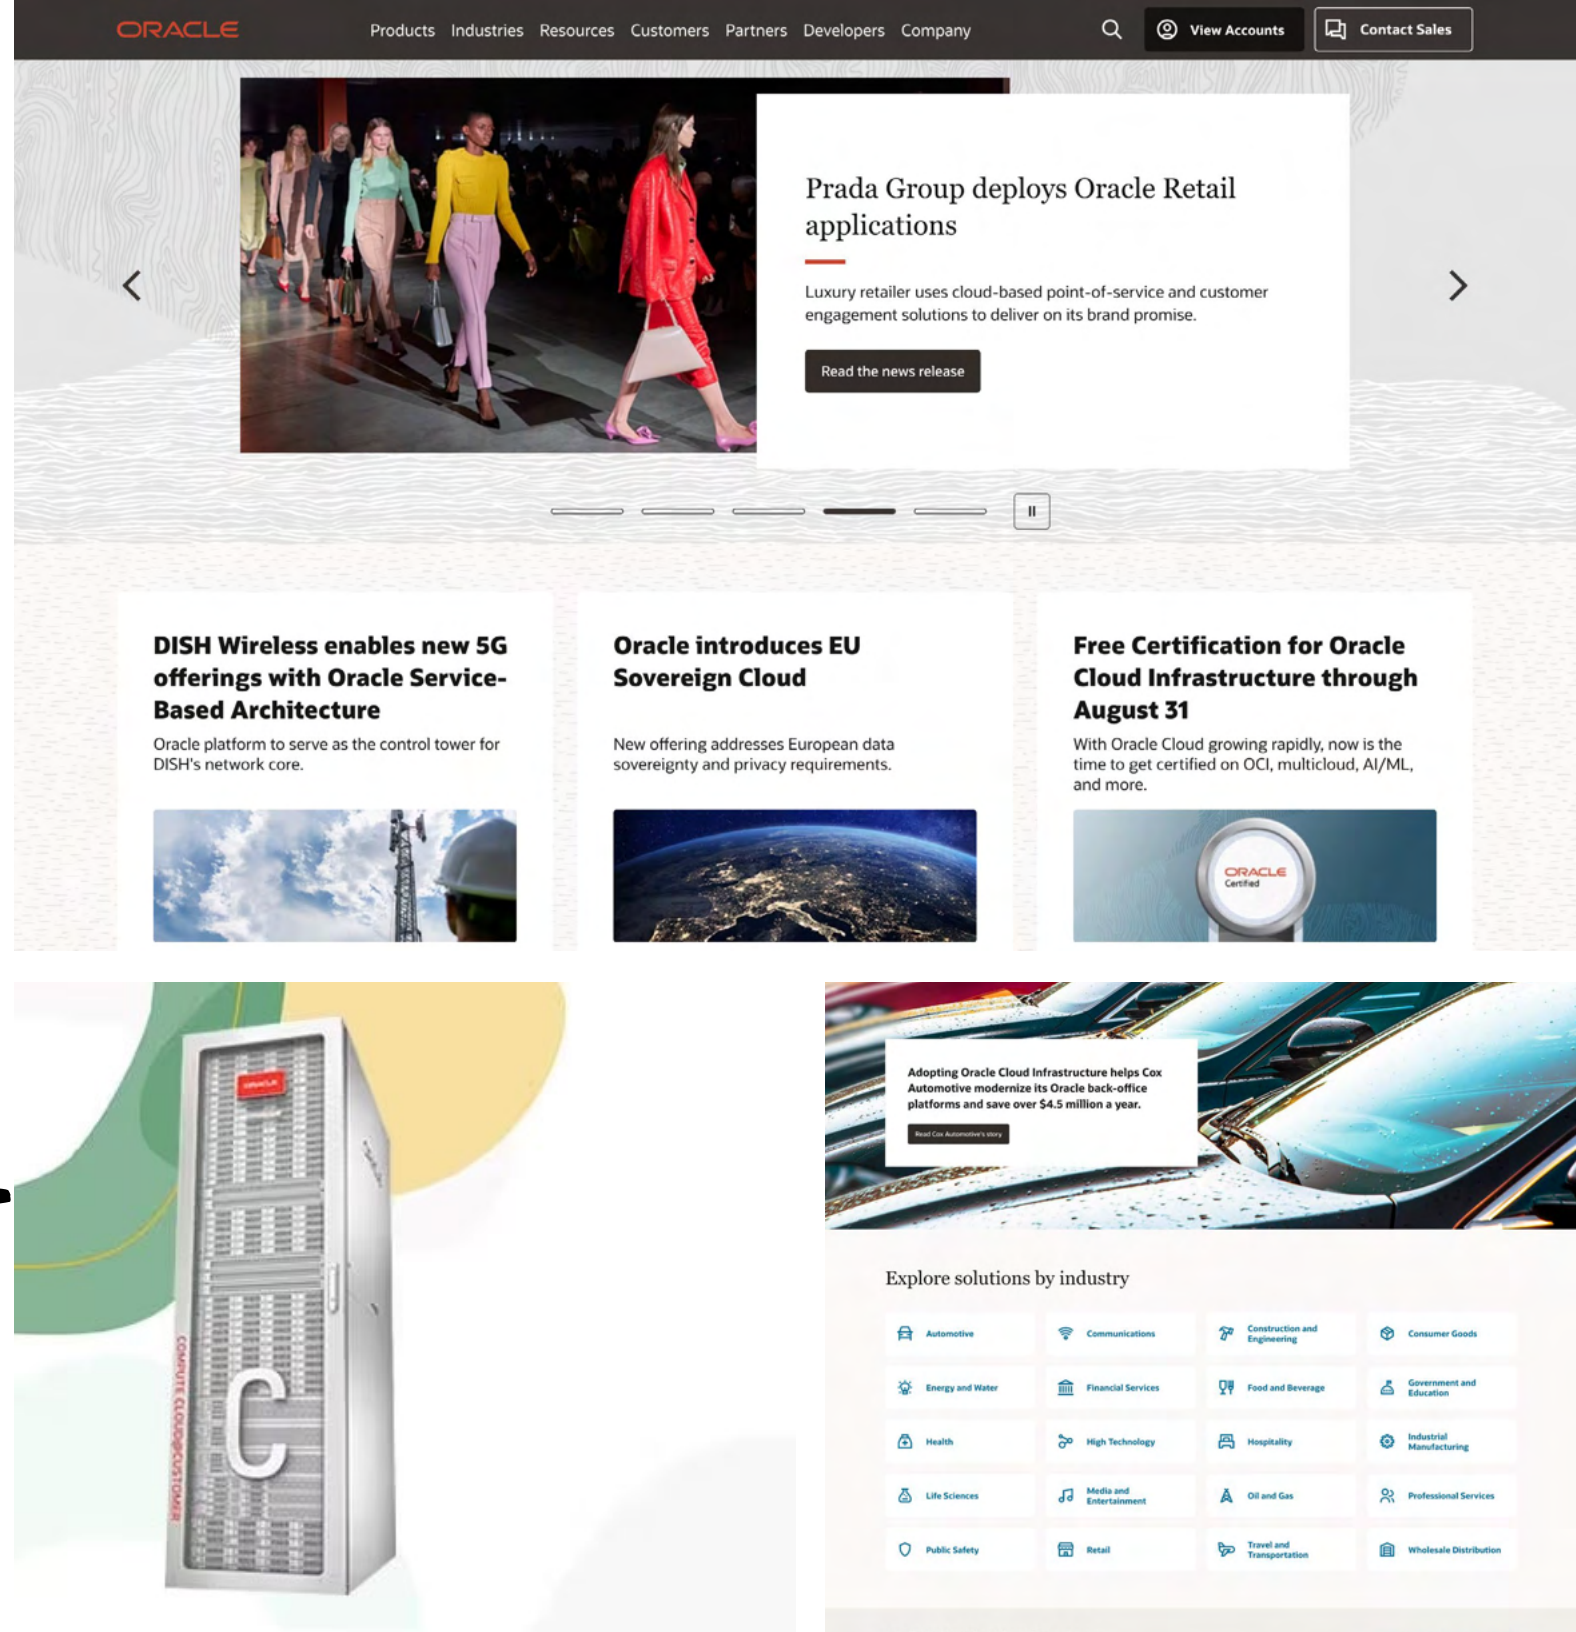 ORACLE
Products Industries Resources Customers Partners Developers Company
View Accounts
Contact Sales
Prada Group deploys Oracle Retail
applications
Luxury retailer uses cloud-based point-of-service and customer
engagement solutions to deliver on its brand promise.
Read the news release
DISH Wireless enables new 5G
offerings with Oracle Service-
Based Architecture
Oracle platform to serve as the control tower for
DISH's network core.
Oracle introduces EU
Sovereign Cloud
New offering addresses European data
sovereignty and privacy requirements.
Free Certification for Oracle
Cloud Infrastructure through
August 31
With Oracle Cloud growing rapidly, now is the
time to get certified on OCI, multicloud, AI/ML,
and more.
ORACLE
Certified
ORACLE
C
COMPUTE CLOUD@CUSTOMER
Adopting Oracle Cloud Infrastructure helps Cox
Automotive modernize its Oracle back-office
platforms and save over $4.5 million a year.
Read Cox Automotive's story
Explore solutions by industry
Automotive
Communications
Construction and
Engineering
Consumer Goods
Energy and Water
Financial Services
Food and Beverage
Government and
Education
Health
High Technology
Hospitality
Industrial
Manufacturing
Life Sciences
Media and
Entertainment
Oil and Gas
Professional Services
Public Safety
Retail
Travel and
Transportation
Wholesale Distribution